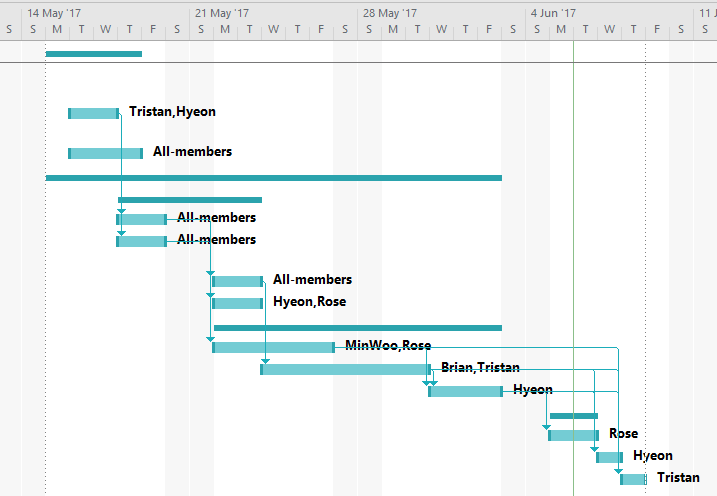 14 May '17 21 May '17 28 May '17 4 Jun '17 11 J
S S M T W T F S S M T W T F S S M T W T F S S M T W T F S S
Tristan,Hyeon
All-members
All-members
All-members
All-members
Hyeon,Rose
MinWoo,Rose
Brian,Tristan
Hyeon
Rose
Hyeon
Tristan